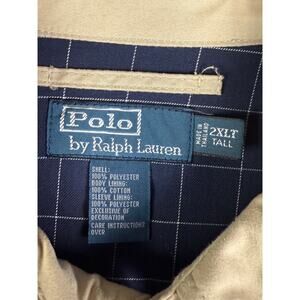 Polo
by Ralph Lauren
MADE IN
THAILAND
2XLT
TALL
SHELL:
100% POLYESTER
BODY LINING:
100% COTTON
SLEEVE LINING:
100% POLYESTER
EXCLUSIVE OF
DECORATION
CARE INSTRUCTIONS
OVER